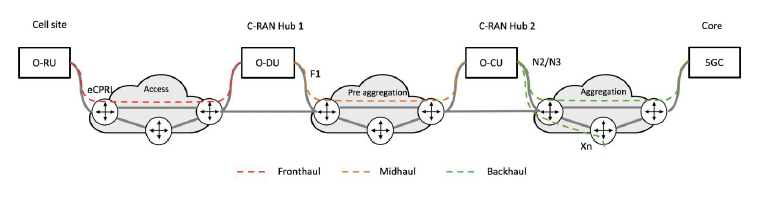 Cell site
C-RAN Hub 1
C-RAN Hub 2
Core
O-RU
O-DU
O-CU
5GC
eCPRI
Access
F1
Pre aggregation
N2/N3
Aggregation
Xn
Fronthaul
Midhaul
Backhaul